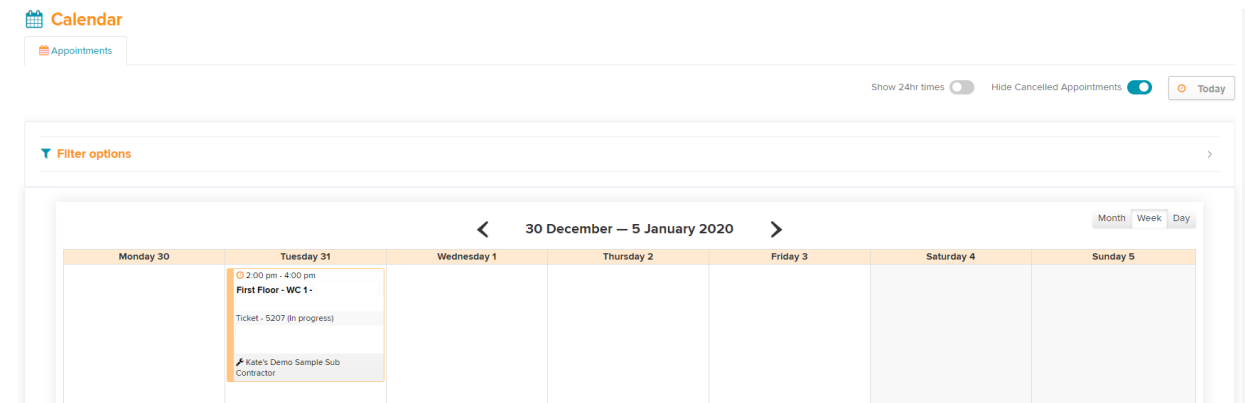 Calendar
Appointments
Show 24hr times Hide Cancelled Appointments Today
Filter options
30 December — 5 January 2020
Month Week Day
Monday 30 Tuesday 31 Wednesday 1 Thursday 2 Friday 3 Saturday 4 Sunday 5
2:00 pm - 4:00 pm
First Floor - WC 1 -
Ticket - 5207 (In progress)
Kate's Demo Sample Sub
Contractor